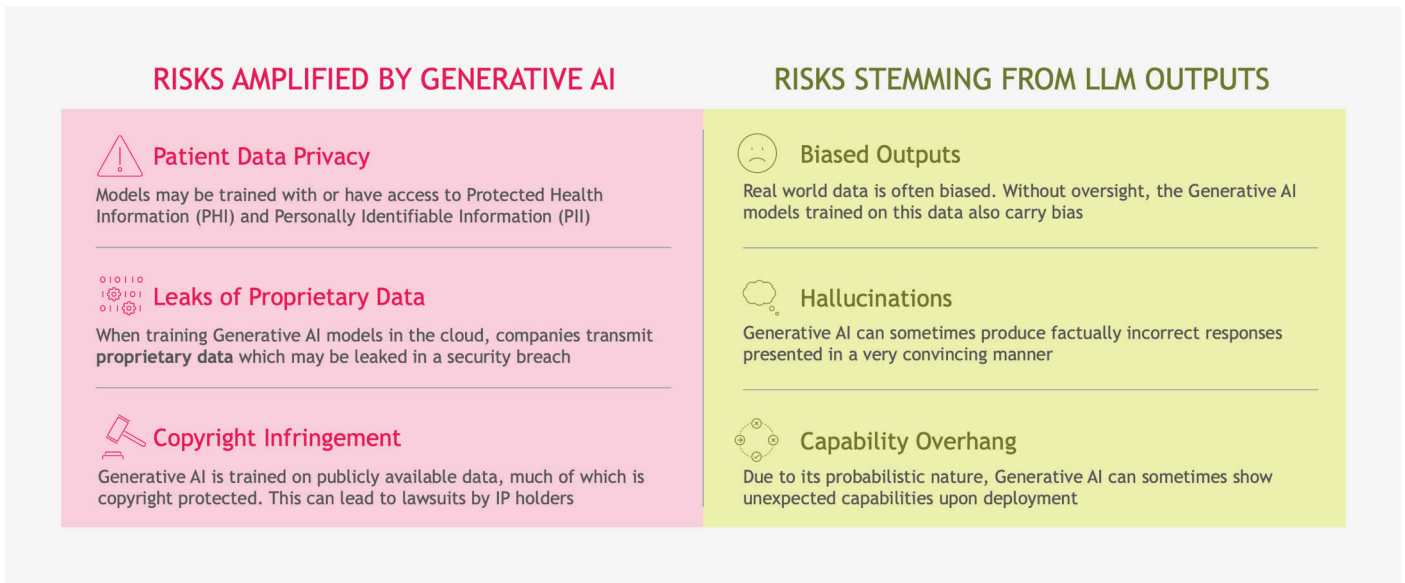 RISKS AMPLIFIED BY GENERATIVE AI
Patient Data Privacy
Models may be trained with or have access to Protected Health
Information (PHI) and Personally Identifiable Information (PII)
010110
101
011
Leaks of Proprietary Data
When training Generative AI models in the cloud, companies transmit
proprietary data which may be leaked in a security breach
Copyright Infringement
Generative AI is trained on publicly available data, much of which is
copyright protected. This can lead to lawsuits by IP holders
RISKS STEMMING FROM LLM OUTPUTS
Biased Outputs
Real world data is often biased. Without oversight, the Generative AI
models trained on this data also carry bias
Hallucinations
Generative AI can sometimes produce factually incorrect responses
presented in a very convincing manner
Capability Overhang
Due to its probabilistic nature, Generative AI can sometimes show
unexpected capabilities upon deployment